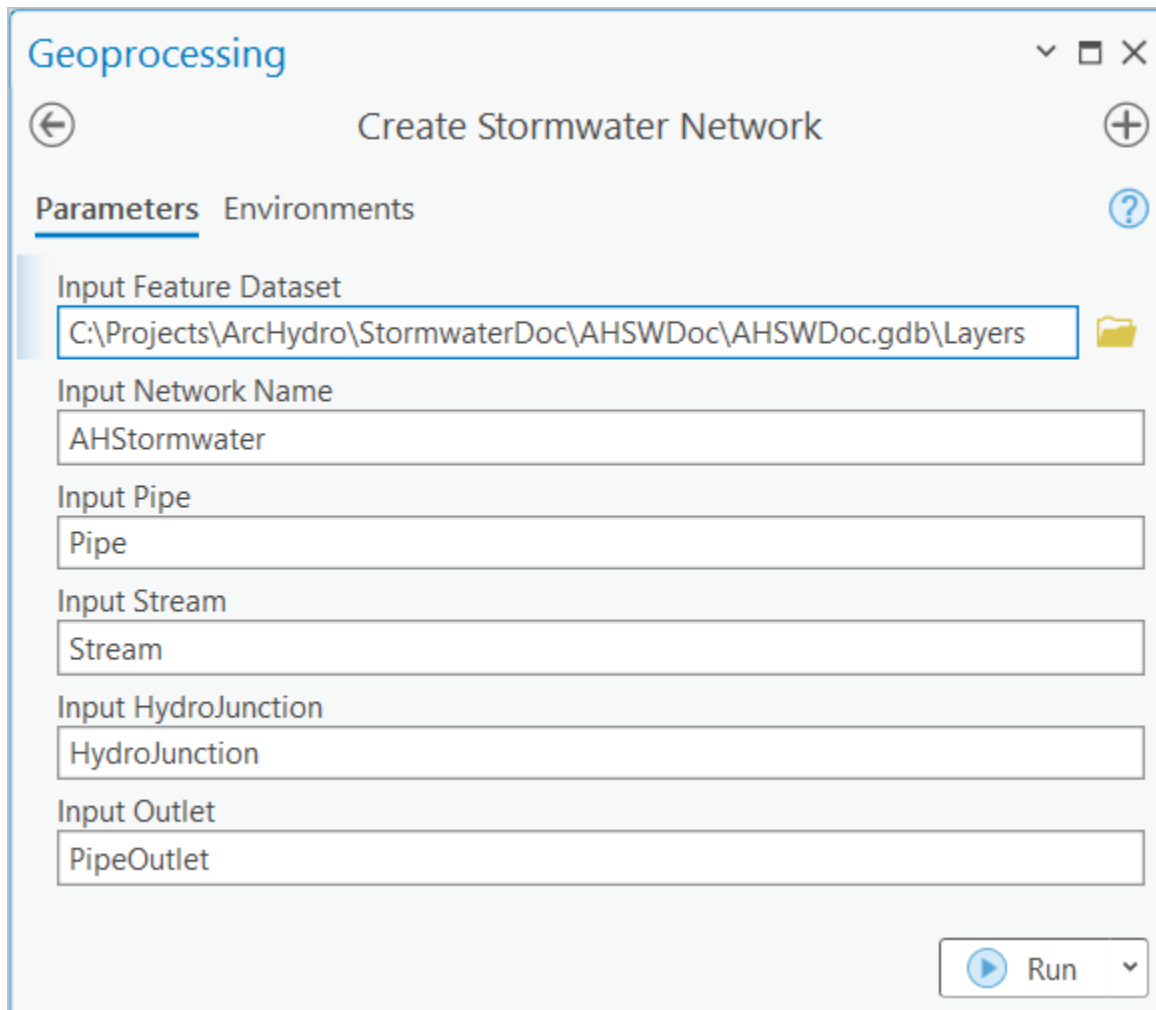 Geoprocessing
Create Stormwater Network
Parameters Environments
Input Feature Dataset
C:\Projects\ArcHydro\StormwaterDoc\AHSWDoc\AHSWDoc.gdb\Layers
Input Network Name
AHStormwater
Input Pipe
Pipe
Input Stream
Stream
Input HydroJunction
HydroJunction
Input Outlet
PipeOutlet
Run